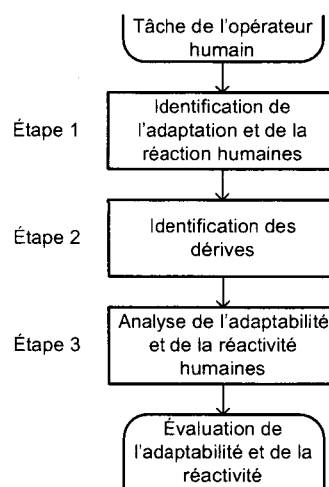 Tâche de l'opérateur
humain
Étape 1
Identification de
l'adaptation et de la
réaction humaines
Étape 2
Identification des
dérives
Étape 3
Analyse de l'adaptabilité
et de la réactivité
humaines
Évaluation de
l'adaptabilité et de la
réactivité